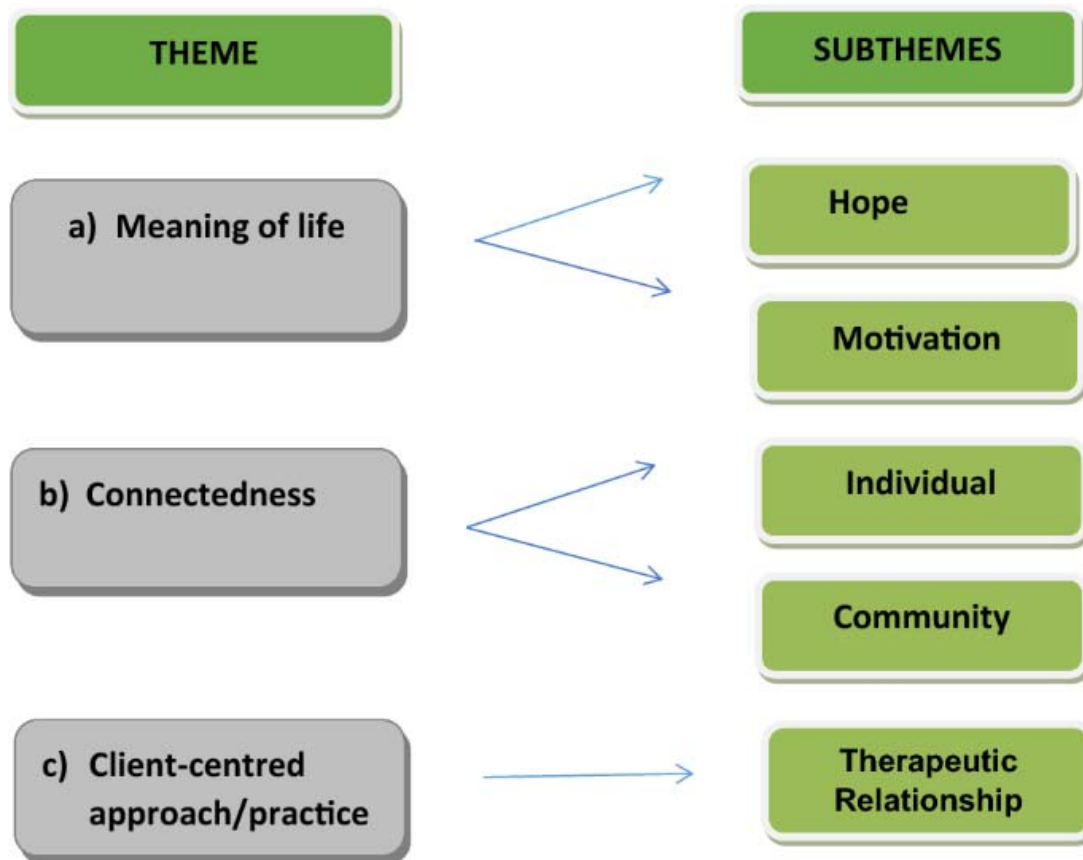 THEME
SUBTHEMES
a) Meaning of life
Hope
Motivation
b) Connectedness
Individual
Community
c) Client-centred
approach/practice
Therapeutic
Relationship